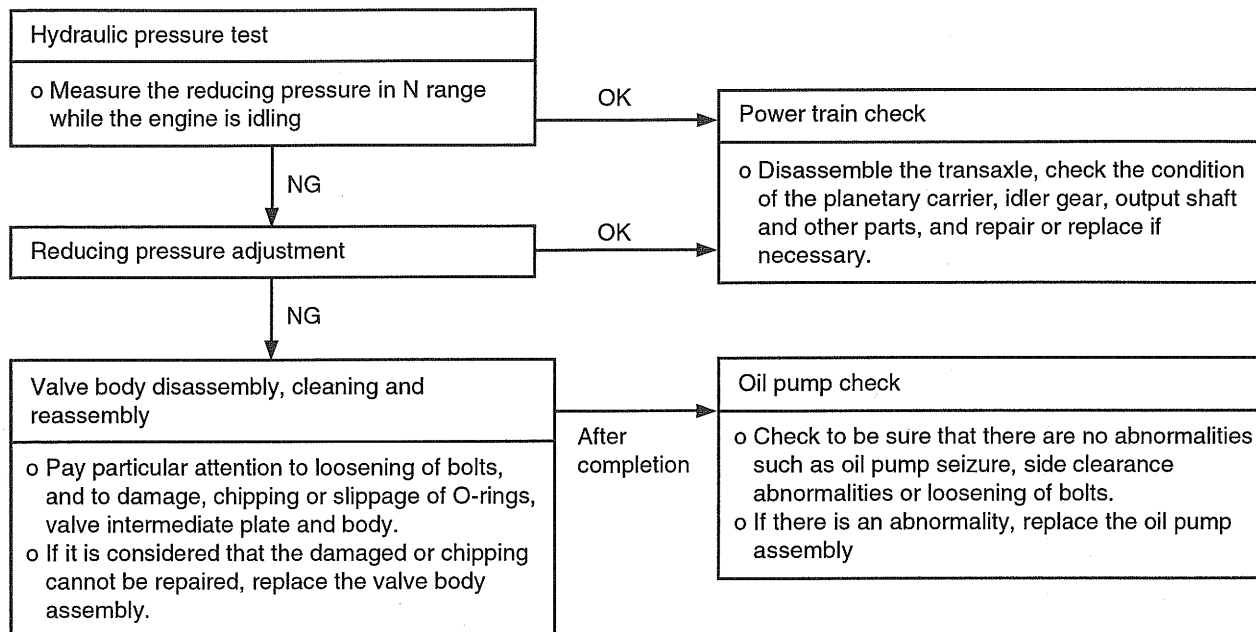 Hydraulic pressure test
o Measure the reducing pressure in N range
while the engine is idling
OK
Power train check
o Disassemble the transaxle, check the condition
of the planetary carrier, idler gear, output shaft
and other parts, and repair or replace if
necessary.
NG
Reducing pressure adjustment
OK
NG
Valve body disassembly, cleaning and
reassembly
o Pay particular attention to loosening of bolts,
and to damage, chipping or slippage of O-rings,
valve intermediate plate and body.
o If it is considered that the damaged or chipping
cannot be repaired, replace the valve body
assembly.
After
completion
Oil pump check
o Check to be sure that there are no abnormalities
such as oil pump seizure, side clearance
abnormalities or loosening of bolts.
o If there is an abnormality, replace the oil pump
assembly